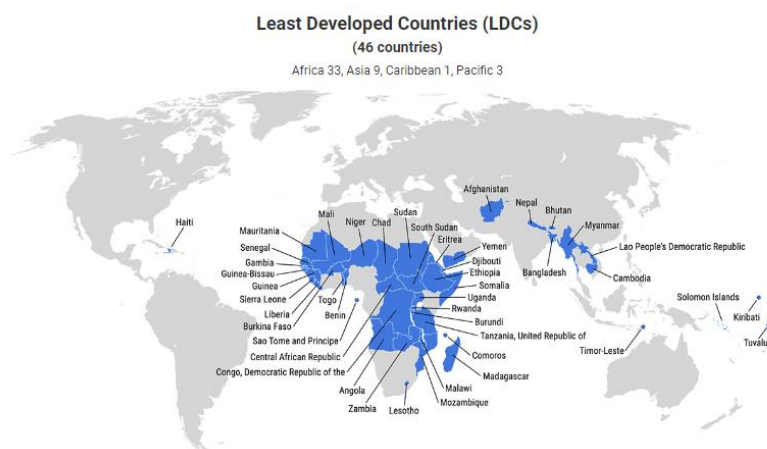 Least Developed Countries (LDCs)
(46 countries)
Africa 33, Asia 9, Caribbean 1, Pacific 3
Haiti
Mauritania
Mali
Niger
Chad
Sudan
South Sudan
Eritrea
Yemen
Djibouti
Ethiopia
Somalia
Uganda
Rwanda
Burundi
Tanzania, United Republic of
Comoros
Madagascar
Malawi
Mozambique
Lesotho
Zambia
Angola
Congo, Democratic Republic of the
Central African Republic
Sao Tome and Principe
Benin
Togo
Burkina Faso
Liberia
Sierra Leone
Guinea
Guinea-Bissau
Gambia
Senegal
Afghanistan
Nepal
Bhutan
Myanmar
Lao People's Democratic Republic
Bangladesh
Cambodia
Solomon Islands
Kiribati
Tuvalu
Timor-Leste